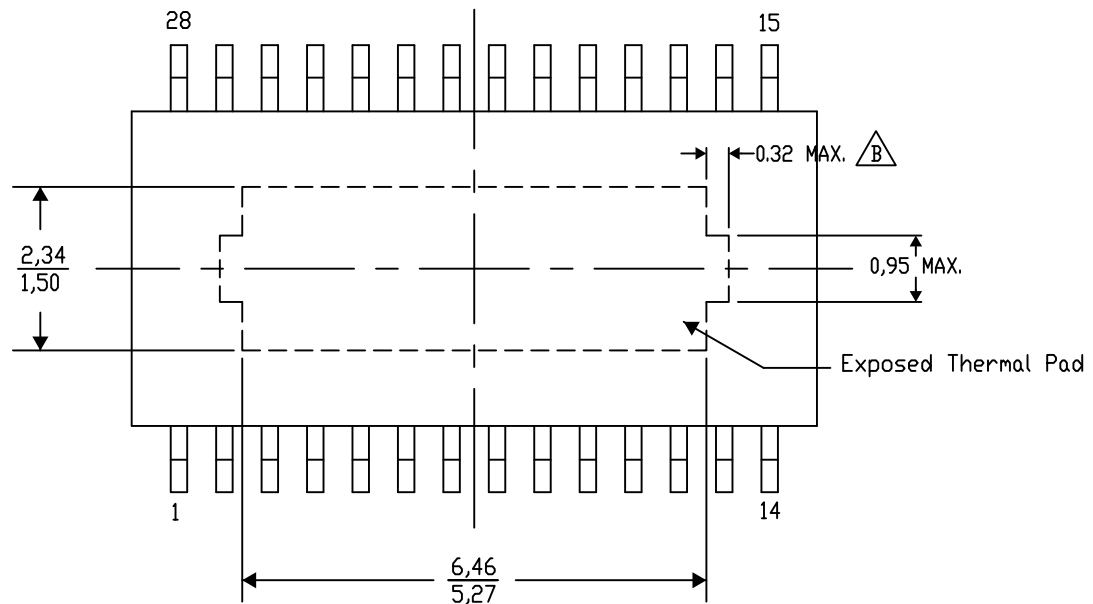 28
15
0.32 MAX. B
2,34
1,50
0,95 MAX.
Exposed Thermal Pad
1
14
6,46
5,27